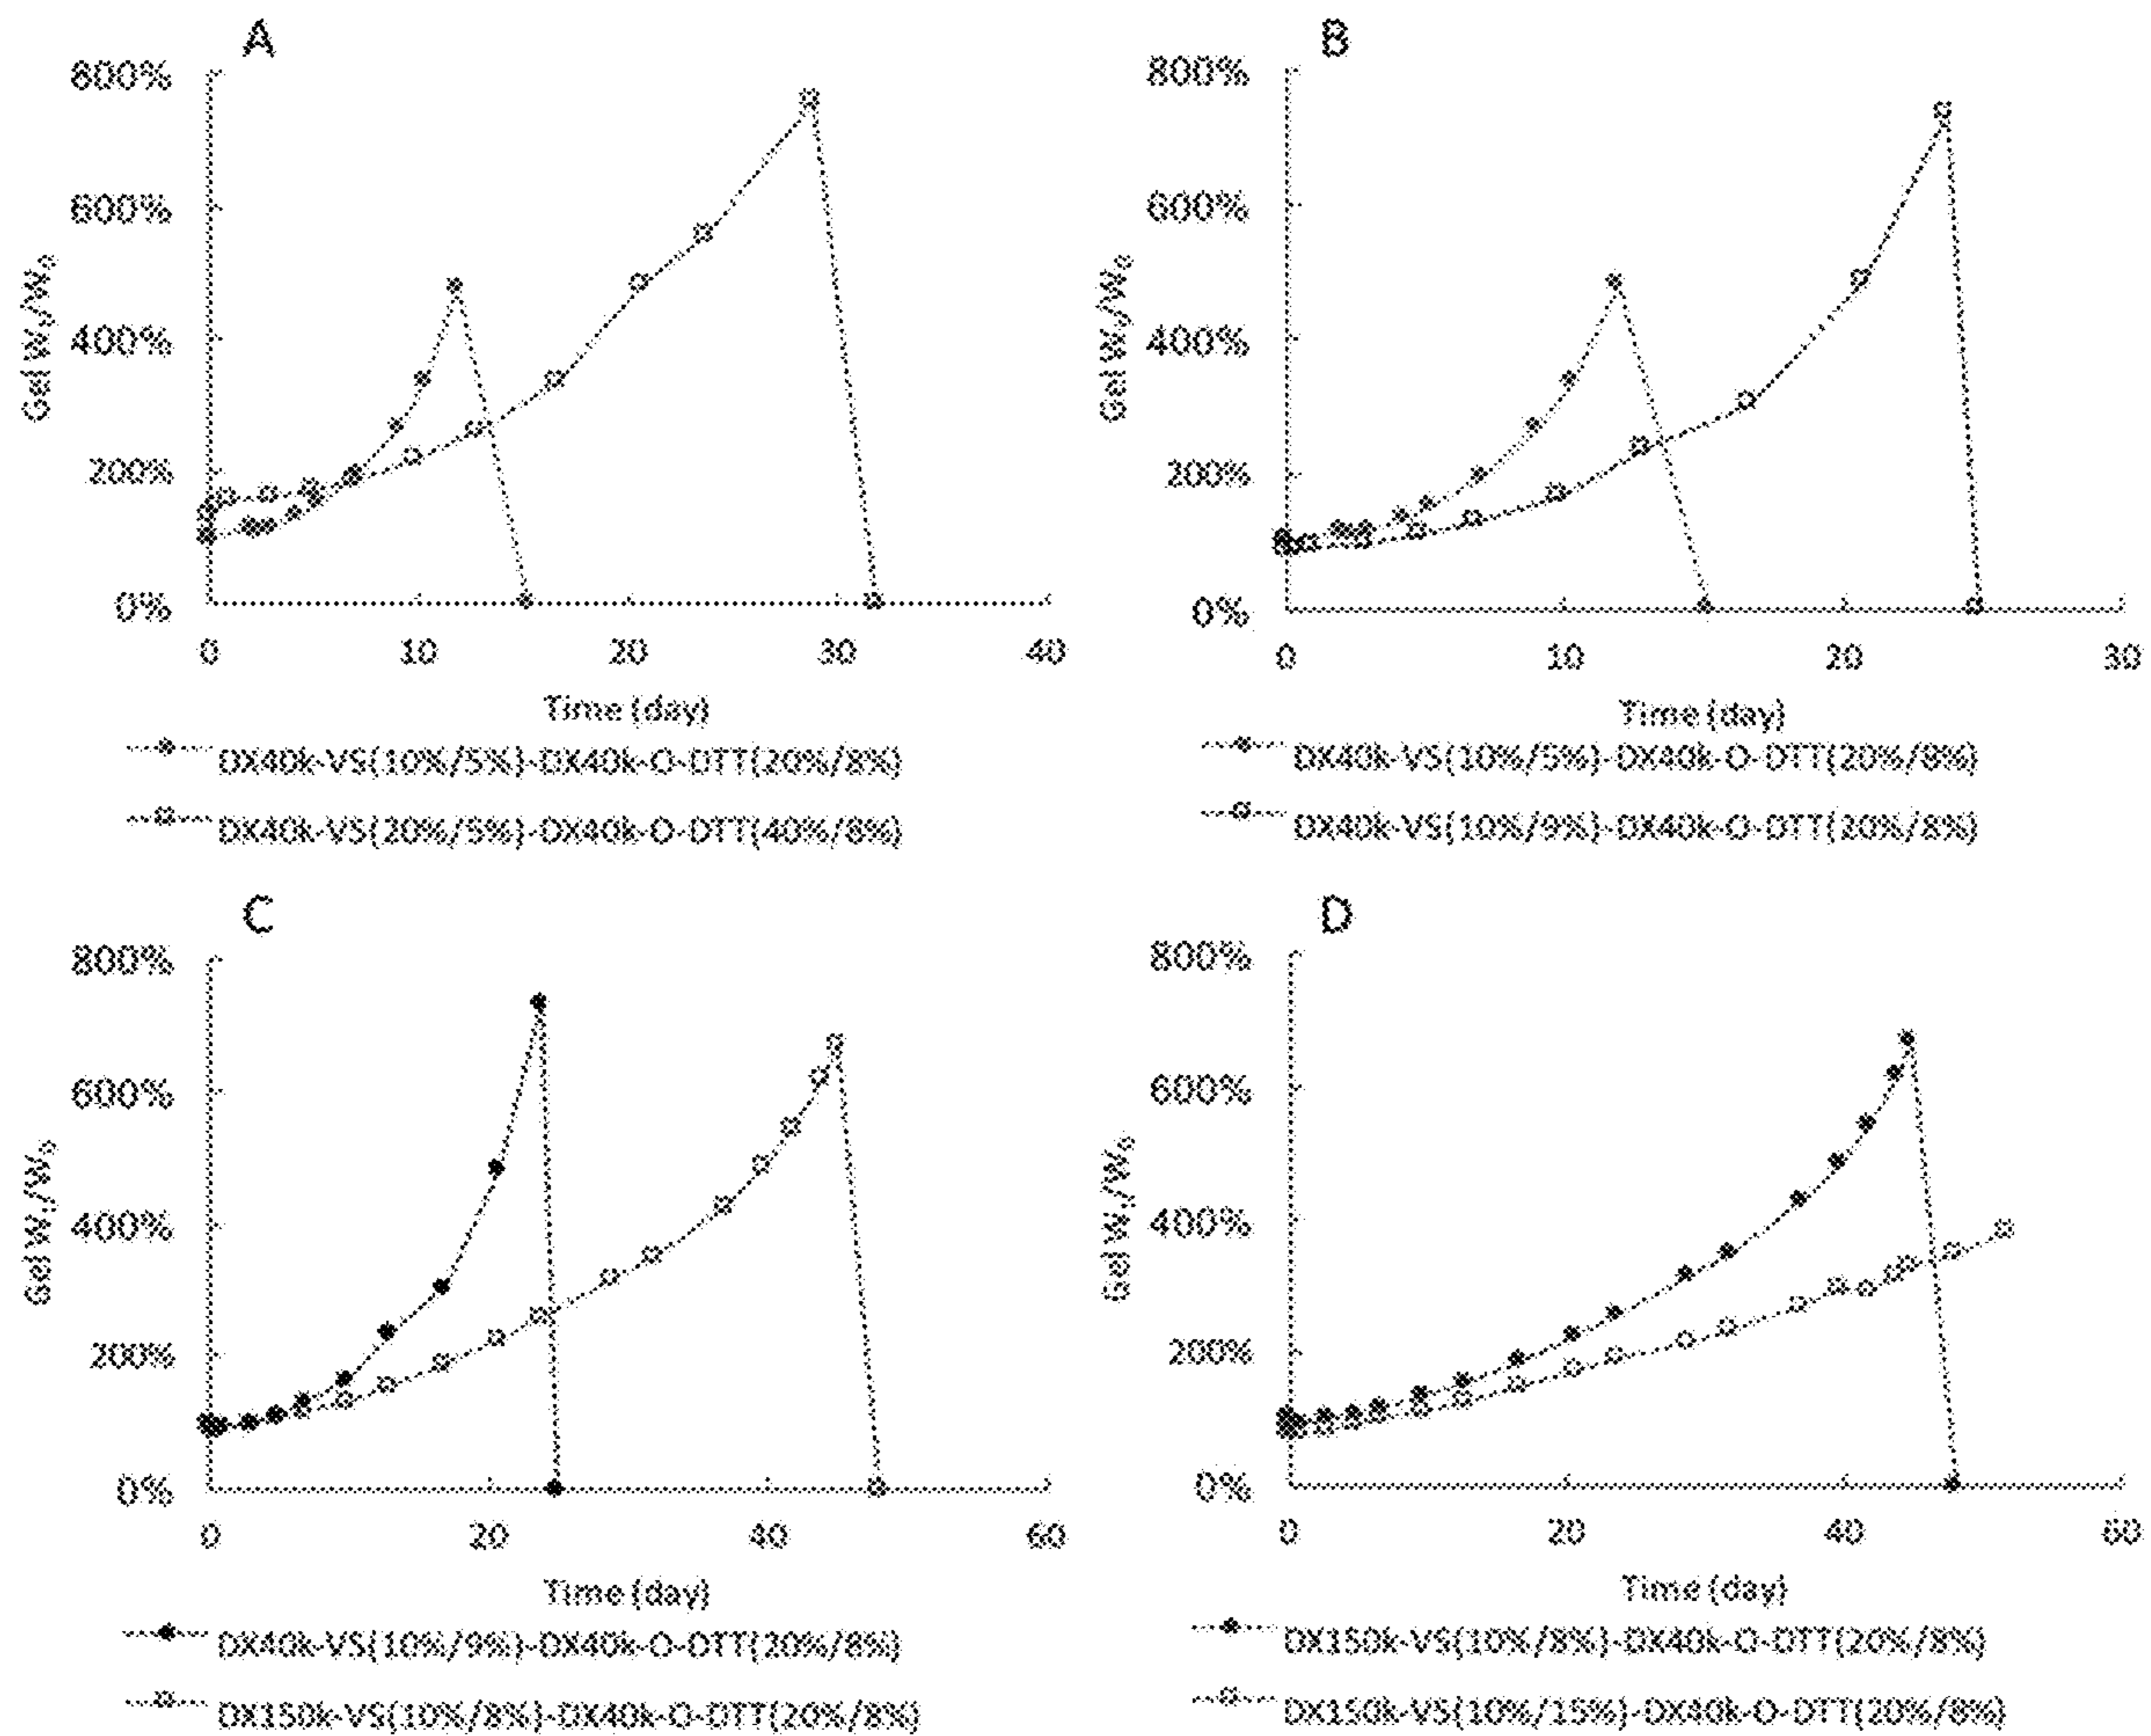 A
800%
600%
400%
200%
0%
Gel Wt/W0
0 10 20 30 40
Time (day)
DX40k-VS(10%/5%)-DX40k-O-DTT(20%/8%)
DX40k-VS(20%/5%)-DX40k-O-DTT(40%/8%)
B
800%
600%
400%
200%
0%
Gel Wt/W0
0 10 20 30
Time (day)
DX40k-VS(10%/5%)-DX40k-O-DTT(20%/8%)
DX40k-VS(10%/9%)-DX40k-O-DTT(20%/8%)
C
800%
600%
400%
200%
0%
Gel Wt/W0
0 20 40 60
Time (day)
DX40k-VS(10%/9%)-DX40k-O-DTT(20%/8%)
DX150k-VS(10%/8%)-DX40k-O-DTT(20%/8%)
D
800%
600%
400%
200%
0%
Gel Wt/W0
0 20 40 60
Time (day)
DX150k-VS(10%/8%)-DX40k-O-DTT(20%/8%)
DX150k-VS(10%/15%)-DX40k-O-DTT(20%/8%)